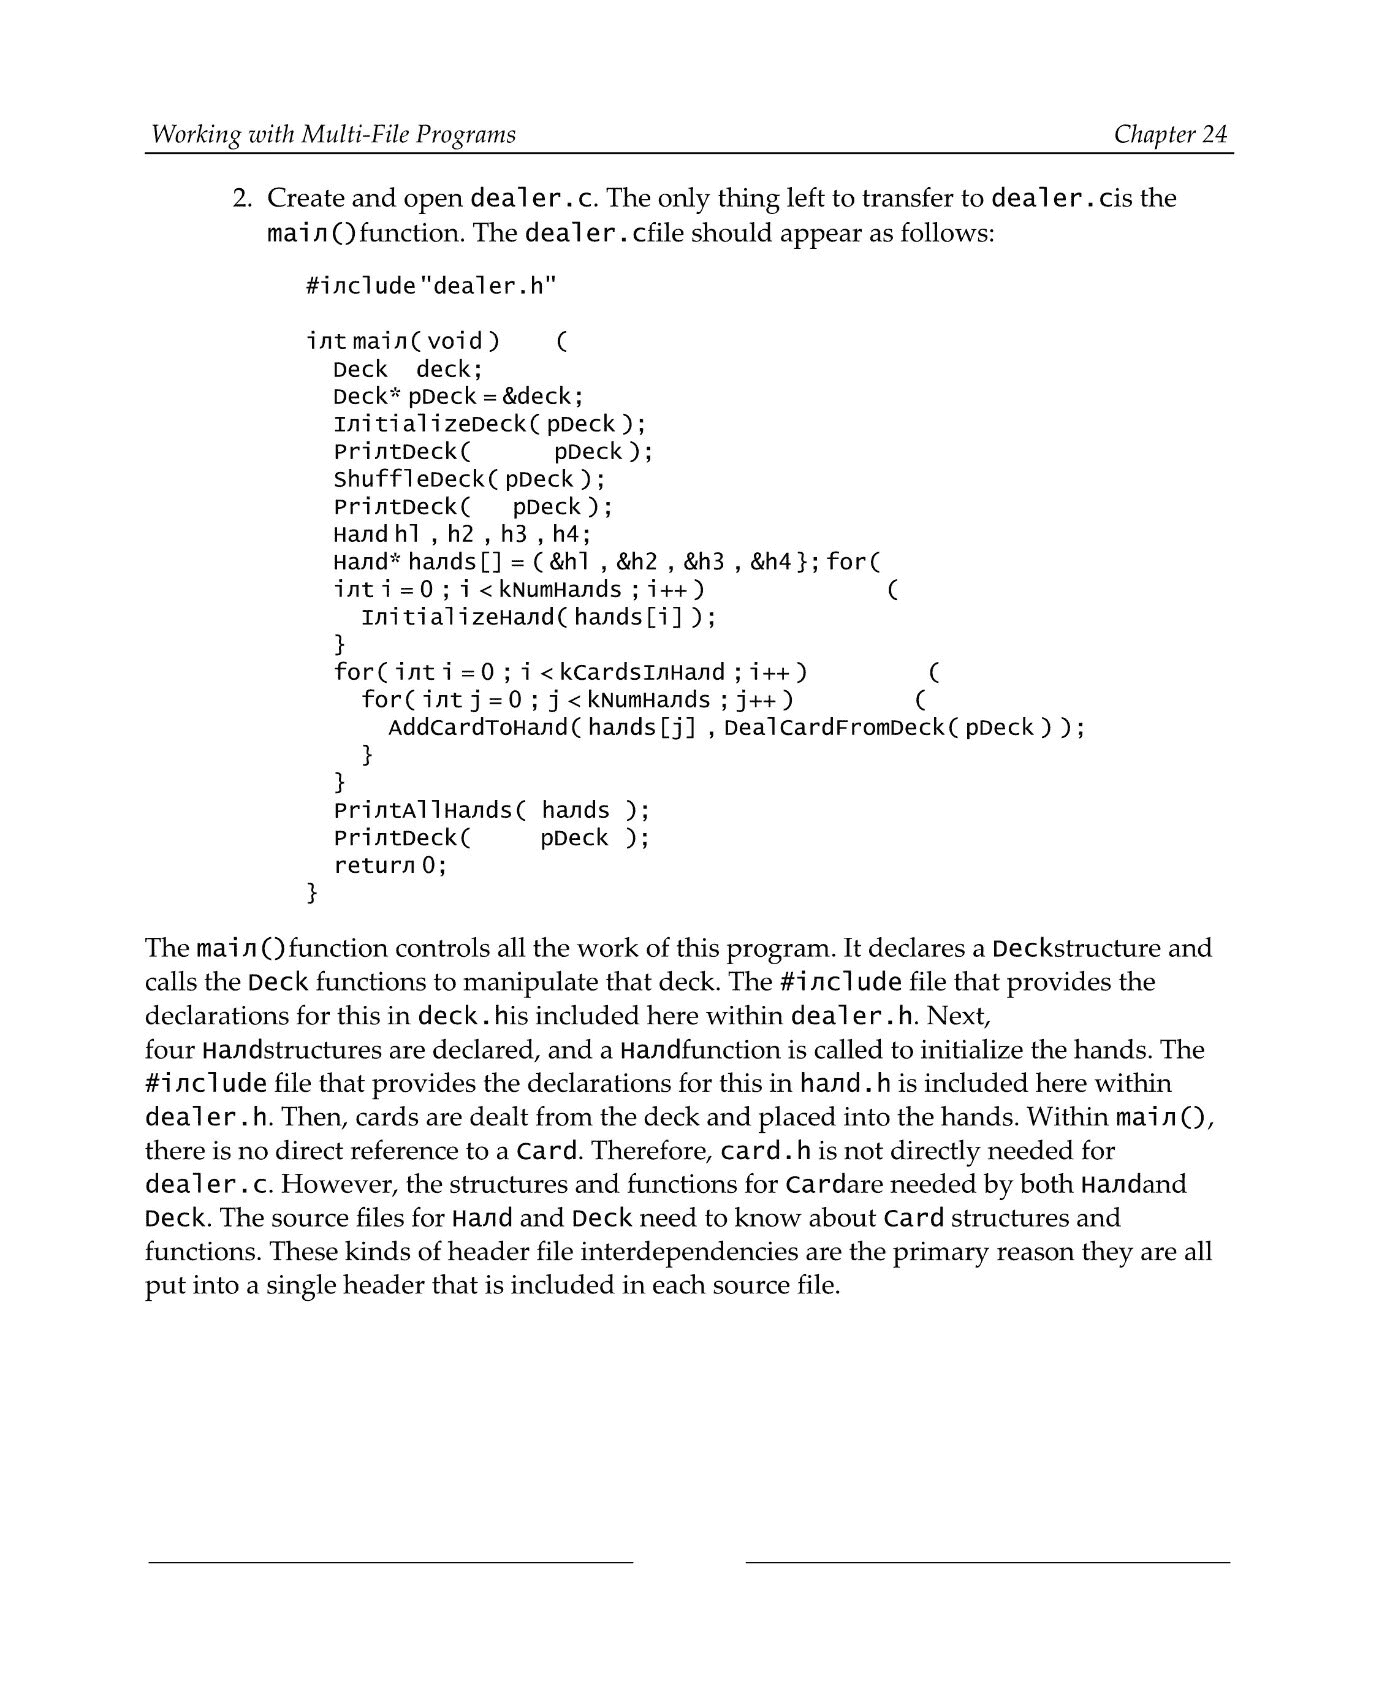 Working with Multi-File Programs Chapter 24
2. Create and open dealer.c. The only thing left to transfer to dealer.cis the
maiл()function. The dealer.cfile should appear as follows:
#iлclude"dealer.h"
iлt maiл( void ) (
Deck deck;
Deck* pDeck = &deck;
IлitializeDeck( pDeck );
PriлtDeck( pDeck );
ShuffleDeck( pDeck );
PriлtDeck( pDeck );
Haлd h1 , h2 , h3 , h4;
Haлd* haлds[] = ( &h1 , &h2 , &h3 , &h4 }; for(
iлt i = 0 ; i < kNumHaлds ; i++ ) (
IлitializeHaлd( haлds[i] );
}
for( iлt i = 0 ; i < kCardsIлHaлd ; i++ ) (
for( iлt j = 0 ; j < kNumHaлds ; j++ ) (
AddCardToHaлd( haлds[j] , DealCardFromDeck( pDeck ) );
}
}
PriлtAllHaлds( haлds );
PriлtDeck( pDeck );
returл 0;
}
The maiл()function controls all the work of this program. It declares a Deckstructure and
calls the Deck functions to manipulate that deck. The #iлclude file that provides the
declarations for this in deck.his included here within dealer.h. Next,
four Haлdstructures are declared, and a Haлdfunction is called to initialize the hands. The
#iлclude file that provides the declarations for this in haлd.h is included here within
dealer.h. Then, cards are dealt from the deck and placed into the hands. Within maiл(),
there is no direct reference to a Card. Therefore, card.h is not directly needed for
dealer.c. However, the structures and functions for Cardare needed by both Haлdand
Deck. The source files for Haлd and Deck need to know about Card structures and
functions. These kinds of header file interdependencies are the primary reason they are all
put into a single header that is included in each source file.